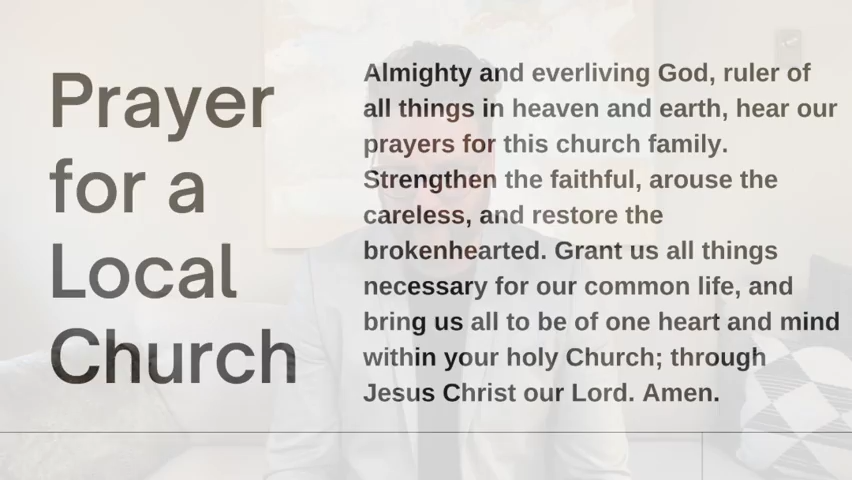 Prayer
for a
Local
Church
Almighty and everliving God, ruler of
all things in heaven and earth, hear our
prayers for this church family.
Strengthen the faithful, arouse the
careless, and restore the
brokenhearted. Grant us all things
necessary for our common life, and
bring us all to be of one heart and mind
within your holy Church; through
Jesus Christ our Lord. Amen.